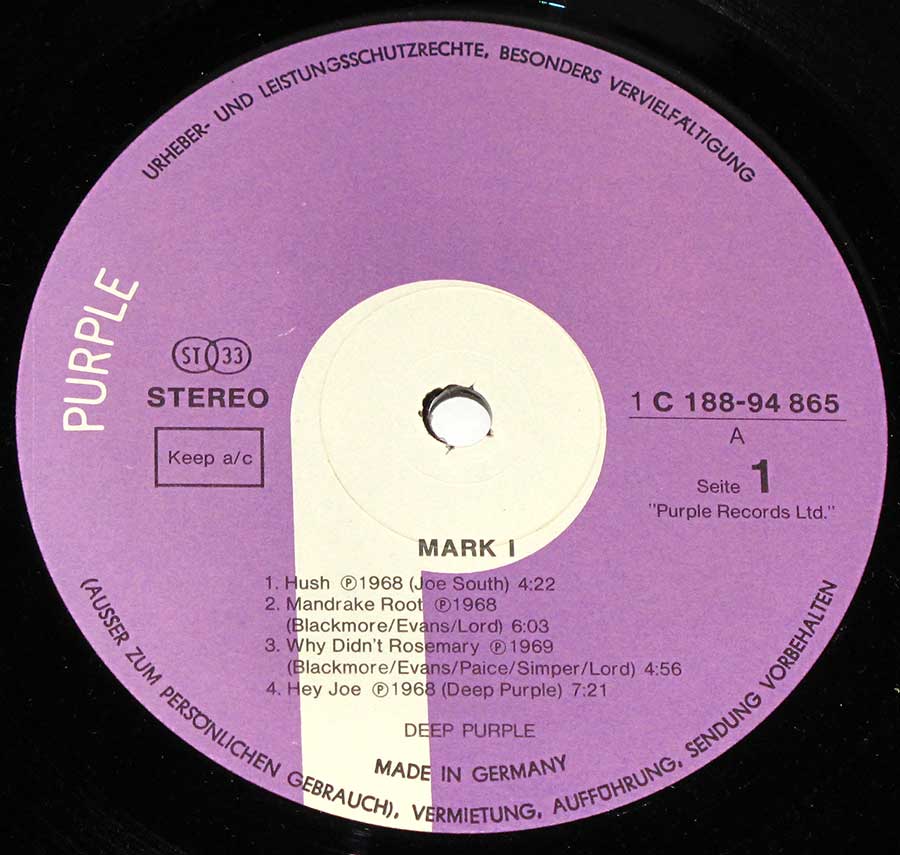 URHEBER- UND LEISTUNGSSCHUTZRECHTE, BESONDERS VERVIELFÄLTIGUNG
PURPLE
ST 33
STEREO
Keep a/c
1 C 188-94 865
A
Seite 1
"Purple Records Ltd."
MARK I
1. Hush ℗1968 (Joe South) 4:22
2. Mandrake Root ℗1968
(Blackmore/Evans/Lord) 6:03
3. Why Didn't Rosemary ℗1969
(Blackmore/Evans/Paice/Simper/Lord) 4:56
4. Hey Joe ℗1968 (Deep Purple) 7:21
DEEP PURPLE
MADE IN GERMANY
(AUSSER ZUM PERSÖNLICHEN GEBRAUCH), VERMIETUNG, AUFFÜHRUNG, SENDUNG VORBEHALTEN